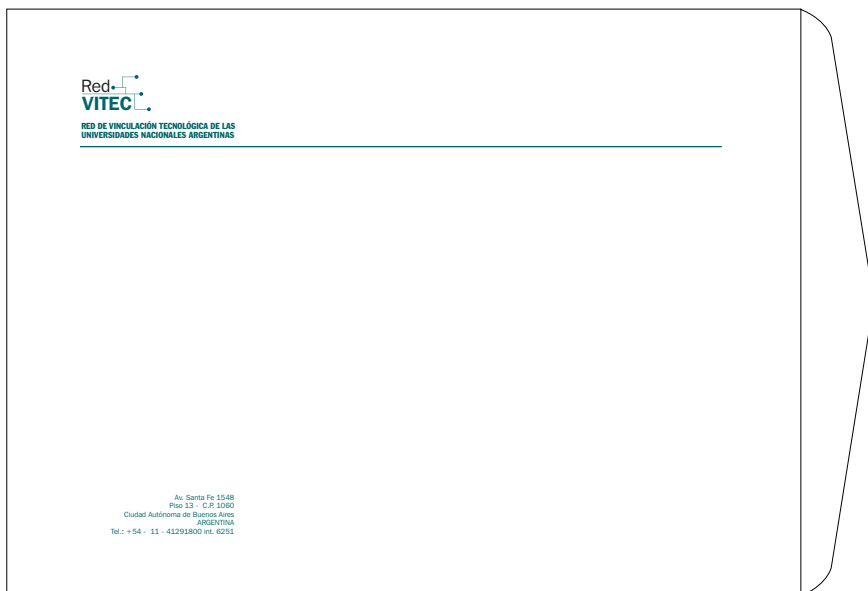 Red
VITEC
RED DE VINCULACIÓN TECNOLÓGICA DE LAS
UNIVERSIDADES NACIONALES ARGENTINAS
Av. Santa Fe 1548
Piso 13 - C.P. 1060
Ciudad Autónoma de Buenos Aires
ARGENTINA
Tel.: +54 - 11 - 41291800 int. 6251